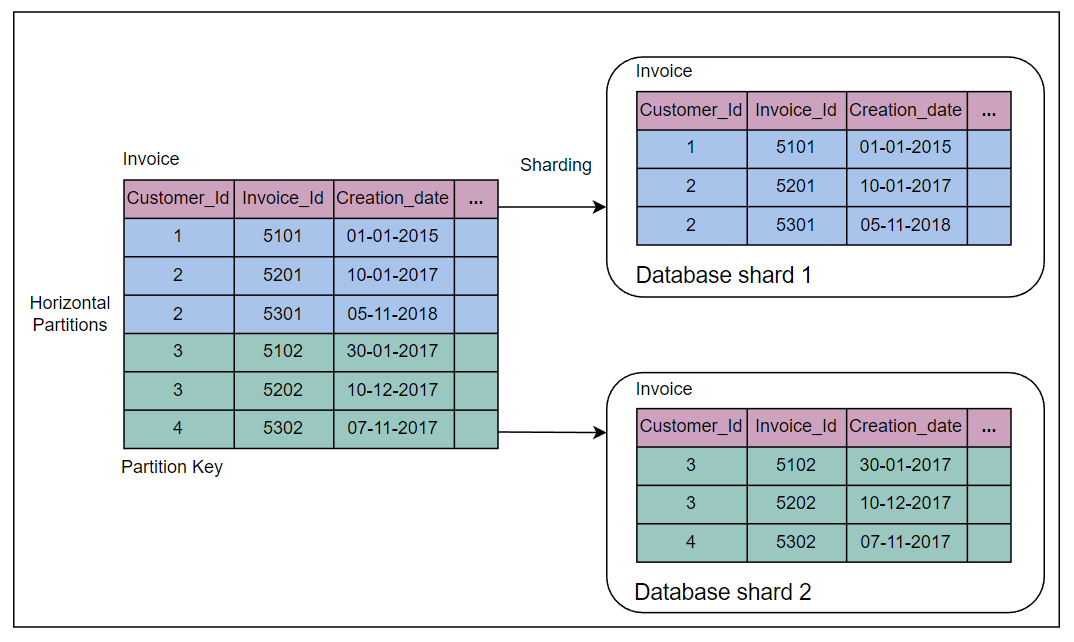 Invoice
Customer_Id Invoice_Id Creation_date ...
1 5101 01-01-2015
2 5201 10-01-2017
2 5301 05-11-2018
3 5102 30-01-2017
3 5202 10-12-2017
4 5302 07-11-2017
Horizontal
Partitions
Partition Key
Sharding
Invoice
Customer_Id Invoice_Id Creation_date ...
1 5101 01-01-2015
2 5201 10-01-2017
2 5301 05-11-2018
Database shard 1
Invoice
Customer_Id Invoice_Id Creation_date ...
3 5102 30-01-2017
3 5202 10-12-2017
4 5302 07-11-2017
Database shard 2